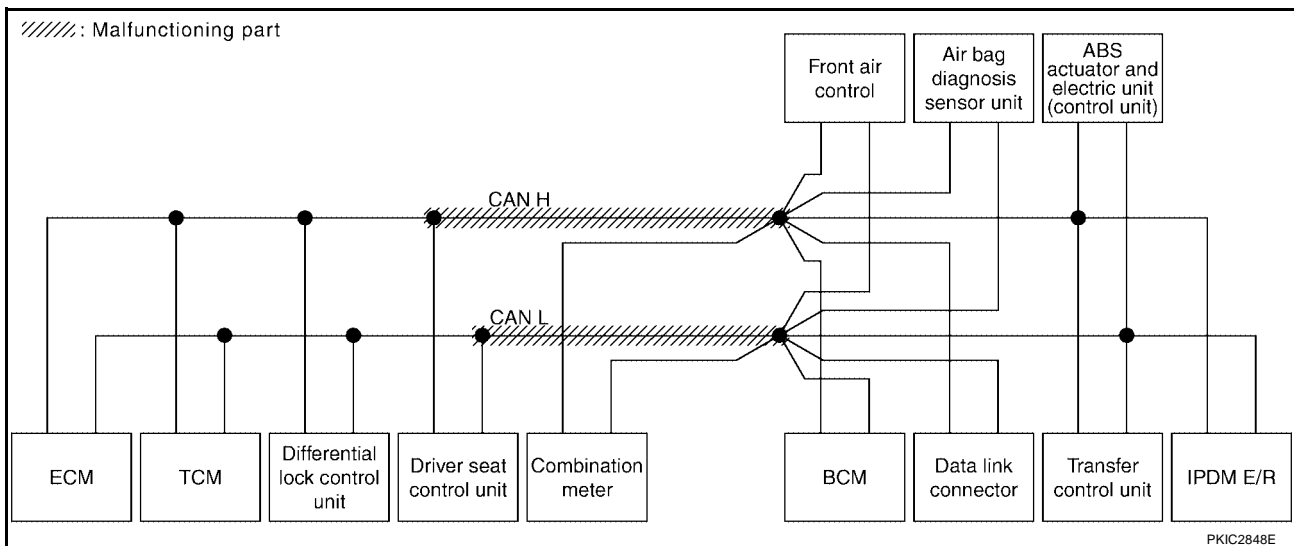 : Malfunctioning part
Front air
control
Air bag
diagnosis
sensor unit
ABS
actuator and
electric unit
(control unit)
CAN H
CAN L
ECM
TCM
Differential
lock control
unit
Driver seat
control unit
Combination
meter
BCM
Data link
connector
Transfer
control unit
IPDM E/R
PKIC2848E